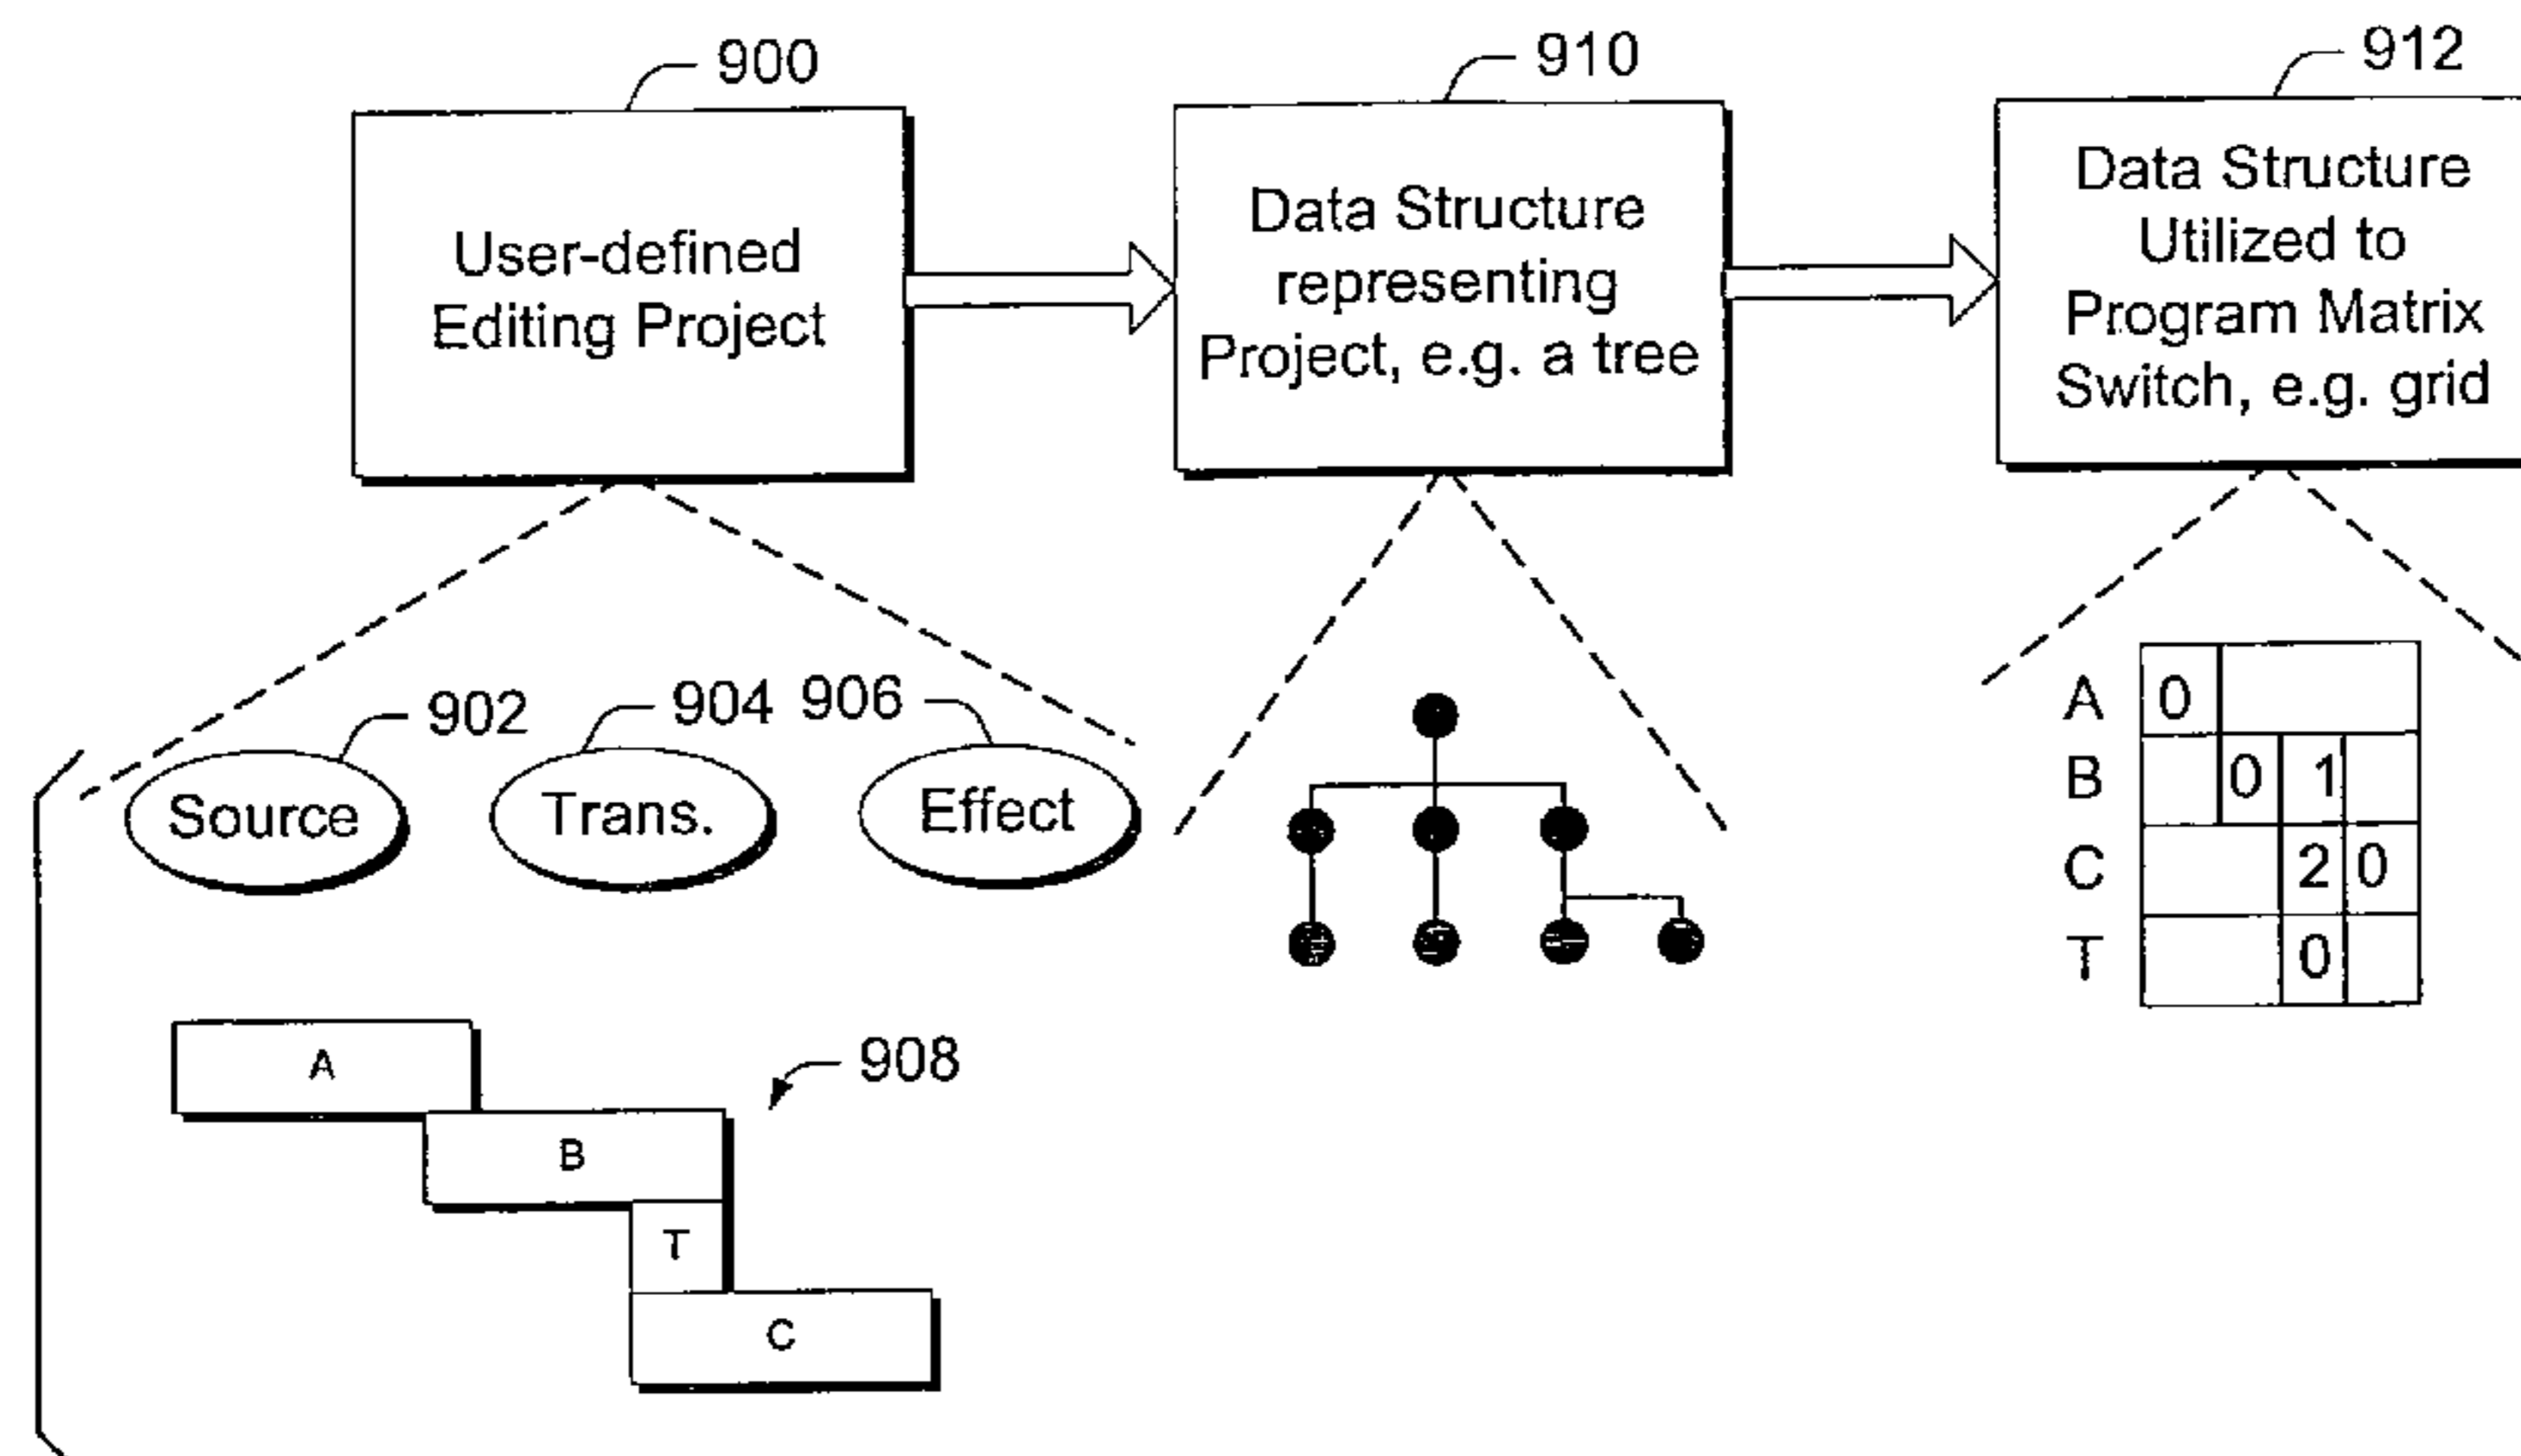 900
910
912
User-defined
Editing Project
Data Structure
representing
Project, e.g. a tree
Data Structure
Utilized to
Program Matrix
Switch, e.g. grid
902
904
906
Source
Trans.
Effect
A 0
B 0 1
C 2 0
T 0
908
A
B
T
C